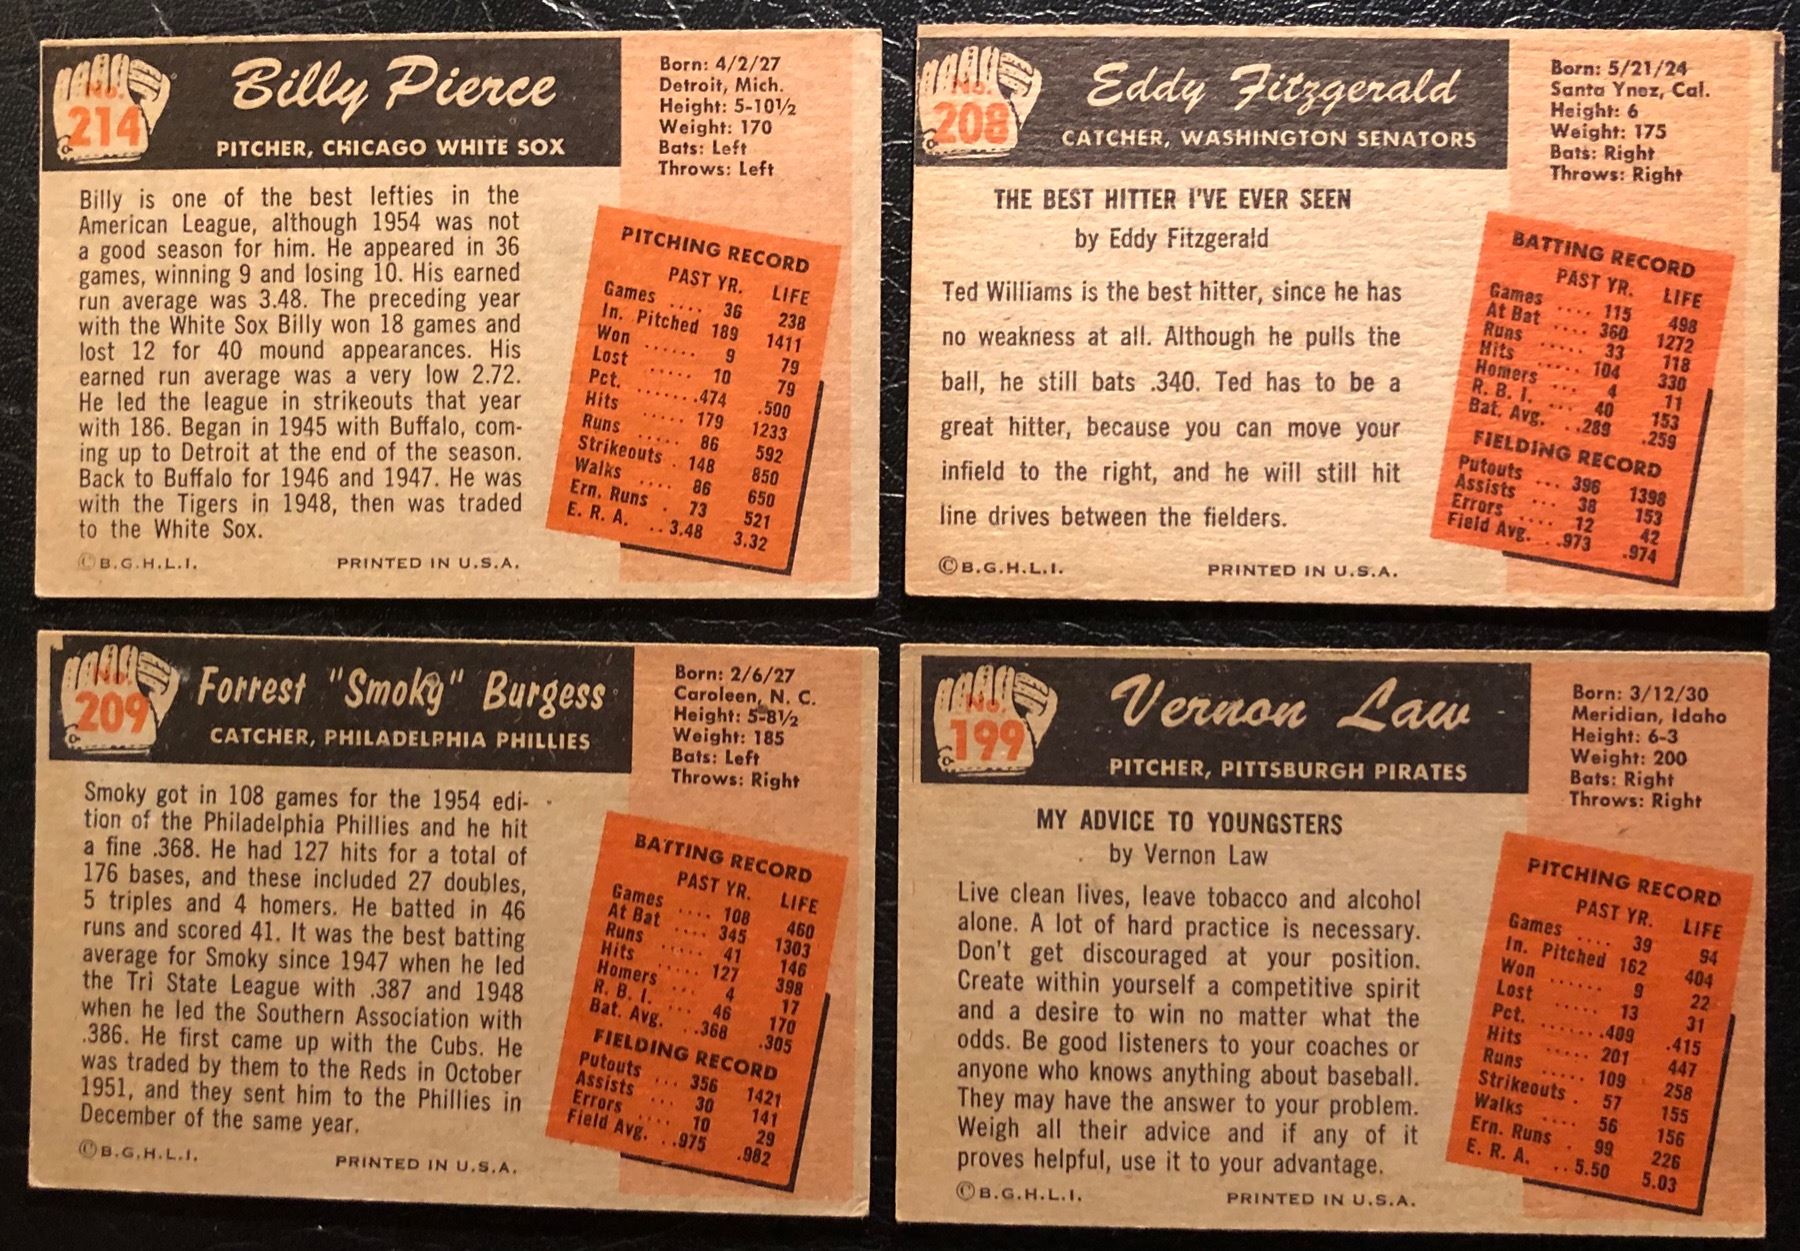 No.
214
Billy Pierce
PITCHER, CHICAGO WHITE SOX
Born: 4/2/27
Detroit, Mich.
Height: 5-10½
Weight: 170
Bats: Left
Throws: Left
Billy is one of the best lefties in the
American League, although 1954 was not
a good season for him. He appeared in 36
games, winning 9 and losing 10. His earned
run average was 3.48. The preceding year
with the White Sox Billy won 18 games and
lost 12 for 40 mound appearances. His
earned run average was a very low 2.72.
He led the league in strikeouts that year
with 186. Began in 1945 with Buffalo, com-
ing up to Detroit at the end of the season.
Back to Buffalo for 1946 and 1947. He was
with the Tigers in 1948, then was traded
to the White Sox.
PITCHING RECORD
PAST YR. LIFE
Games .... 36 238
In. Pitched 189 1411
Won ...... 9 79
Lost ...... 10 79
Pct. ...... .474 .500
Hits ..... 179 1233
Runs ..... 86 592
Strikeouts . 148 850
Walks .... 86 650
Ern. Runs . 73 521
E. R. A. .. 3.48 3.32
©B.G.H.L.I. PRINTED IN U.S.A.
No.
208
Eddy Fitzgerald
CATCHER, WASHINGTON SENATORS
Born: 5/21/24
Santa Ynez, Cal.
Height: 6
Weight: 175
Bats: Right
Throws: Right
THE BEST HITTER I'VE EVER SEEN
by Eddy Fitzgerald
Ted Williams is the best hitter, since he has
no weakness at all. Although he pulls the
ball, he still bats .340. Ted has to be a
great hitter, because you can move your
infield to the right, and he will still hit
line drives between the fielders.
BATTING RECORD
PAST YR. LIFE
Games .... 115 498
At Bat .... 360 1272
Runs ..... 33 118
Hits ..... 104 330
Homers ... 4 11
R. B. I. ... 40 153
Bat. Avg. .. .289 .259
FIELDING RECORD
Putouts ... 396 1398
Assists .... 38 153
Errors .... 12 42
Field Avg. . .973 .974
©B.G.H.L.I. PRINTED IN U.S.A.
No.
209
Forrest "Smoky" Burgess
CATCHER, PHILADELPHIA PHILLIES
Born: 2/6/27
Caroleen, N. C.
Height: 5-8½
Weight: 185
Bats: Left
Throws: Right
Smoky got in 108 games for the 1954 edi-
tion of the Philadelphia Phillies and he hit
a fine .368. He had 127 hits for a total of
176 bases, and these included 27 doubles,
5 triples and 4 homers. He batted in 46
runs and scored 41. It was the best batting
average for Smoky since 1947 when he led
the Tri State League with .387 and 1948
when he led the Southern Association with
.386. He first came up with the Cubs. He
was traded by them to the Reds in October
1951, and they sent him to the Phillies in
December of the same year.
BATTING RECORD
PAST YR. LIFE
Games .... 108 460
At Bat .... 345 1303
Runs ..... 41 146
Hits ..... 127 398
Homers ... 4 17
R. B. I. ... 46 170
Bat. Avg. .. .368 .305
FIELDING RECORD
Putouts ... 356 1421
Assists .... 30 141
Errors .... 10 29
Field Avg. . .975 .982
©B.G.H.L.I. PRINTED IN U.S.A.
No.
199
Vernon Law
PITCHER, PITTSBURGH PIRATES
Born: 3/12/30
Meridian, Idaho
Height: 6-3
Weight: 200
Bats: Right
Throws: Right
MY ADVICE TO YOUNGSTERS
by Vernon Law
Live clean lives, leave tobacco and alcohol
alone. A lot of hard practice is necessary.
Don't get discouraged at your position.
Create within yourself a competitive spirit
and a desire to win no matter what the
odds. Be good listeners to your coaches or
anyone who knows anything about baseball.
They may have the answer to your problem.
Weigh all their advice and if any of it
proves helpful, use it to your advantage.
PITCHING RECORD
PAST YR. LIFE
Games .... 39 94
In. Pitched 162 404
Won ...... 9 22
Lost ..... 13 31
Pct. ...... .409 .415
Hits ..... 201 447
Runs ..... 109 258
Strikeouts . 57 155
Walks .... 56 156
Ern. Runs . 99 226
E. R. A. .. 5.50 5.03
©B.G.H.L.I. PRINTED IN U.S.A.